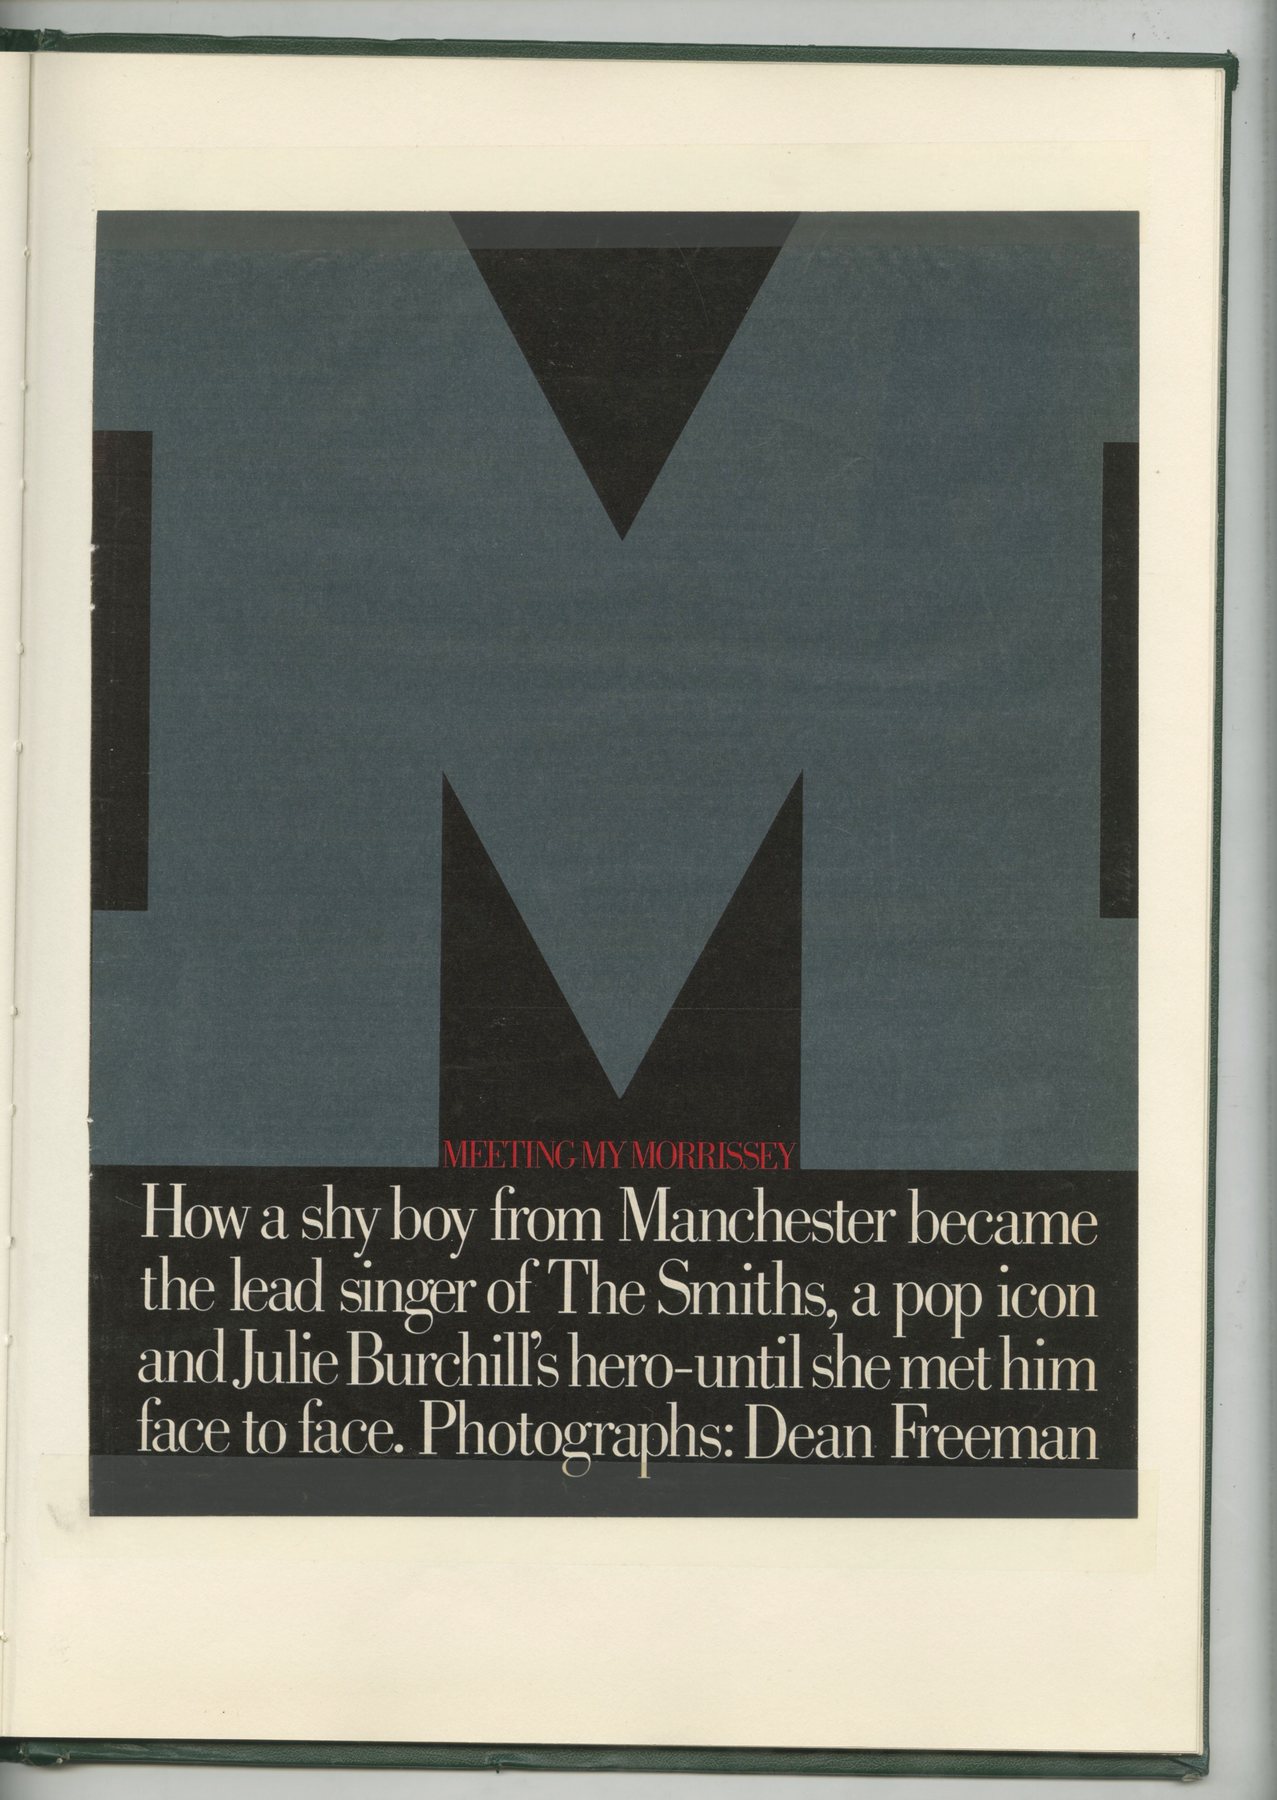 M
MEETING MY MORRISSEY
How a shy boy from Manchester became
the lead singer of The Smiths, a pop icon
and Julie Burchill's hero-until she met him
face to face. Photographs: Dean Freeman